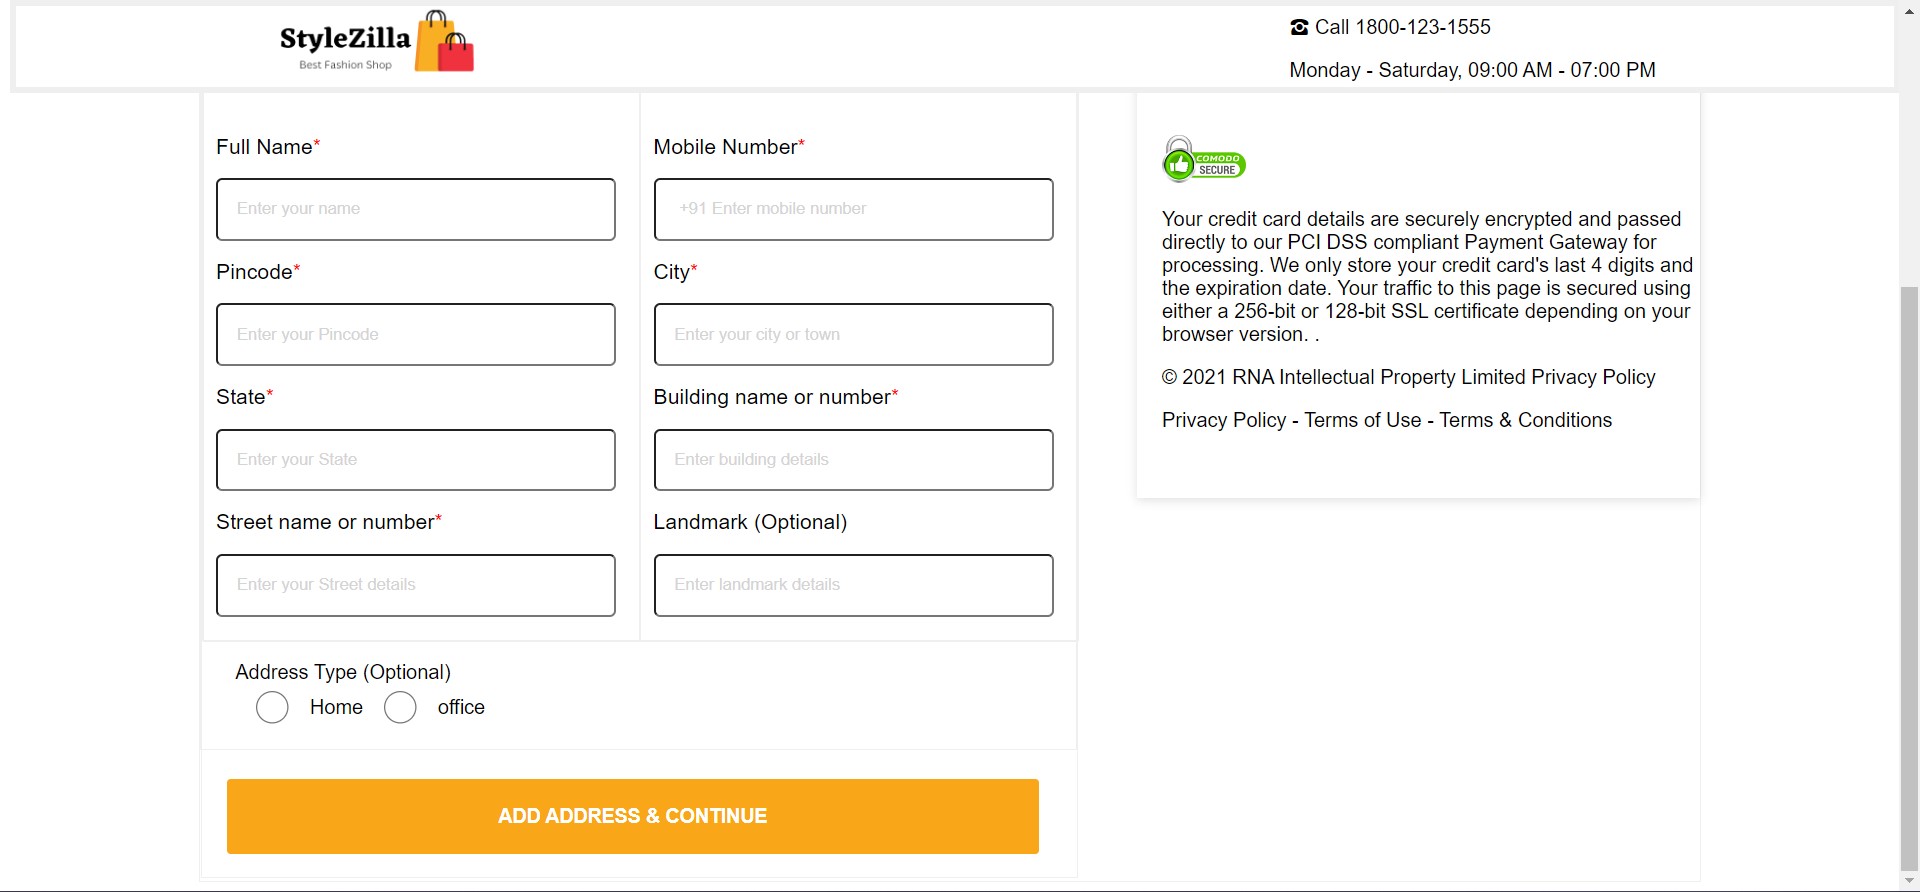 StyleZilla
Best Fashion Shop
☎ Call 1800-123-1555
Monday - Saturday, 09:00 AM - 07:00 PM
Full Name*
Mobile Number*
Enter your name
+91 Enter mobile number
Pincode*
City*
Enter your Pincode
Enter your city or town
State*
Building name or number*
Enter your State
Enter building details
Street name or number*
Landmark (Optional)
Enter your Street details
Enter landmark details
Address Type (Optional)
Home
office
ADD ADDRESS & CONTINUE
COMODO
SECURE
Your credit card details are securely encrypted and passed
directly to our PCI DSS compliant Payment Gateway for
processing. We only store your credit card's last 4 digits and
the expiration date. Your traffic to this page is secured using
either a 256-bit or 128-bit SSL certificate depending on your
browser version. .
© 2021 RNA Intellectual Property Limited Privacy Policy
Privacy Policy - Terms of Use - Terms & Conditions